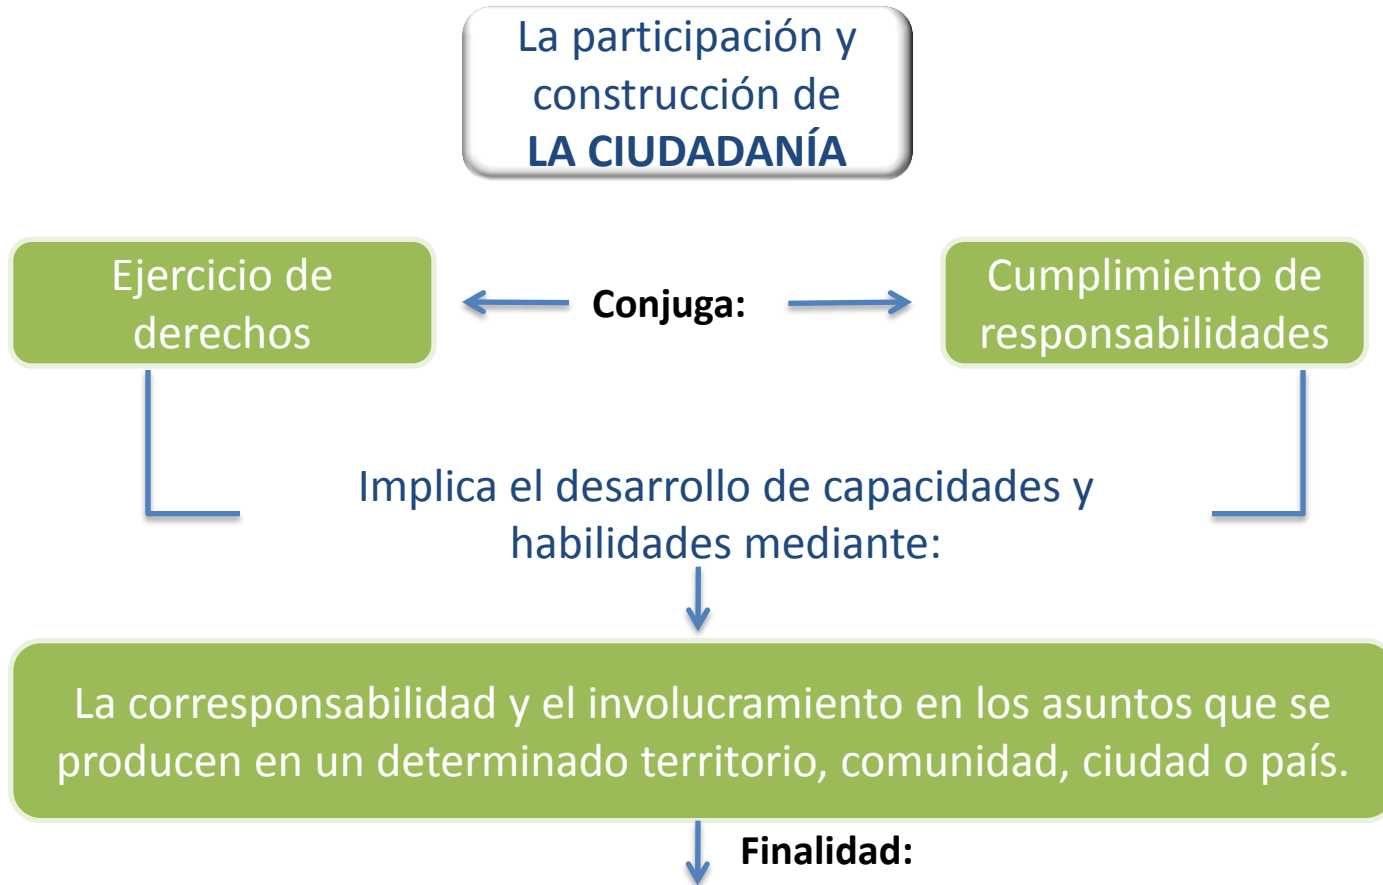 La participación y
construcción de
LA CIUDADANÍA
Ejercicio de
derechos
Conjuga:
Cumplimiento de
responsabilidades
Implica el desarrollo de capacidades y
habilidades mediante:
La corresponsabilidad y el involucramiento en los asuntos que se
producen en un determinado territorio, comunidad, ciudad o país.
Finalidad: